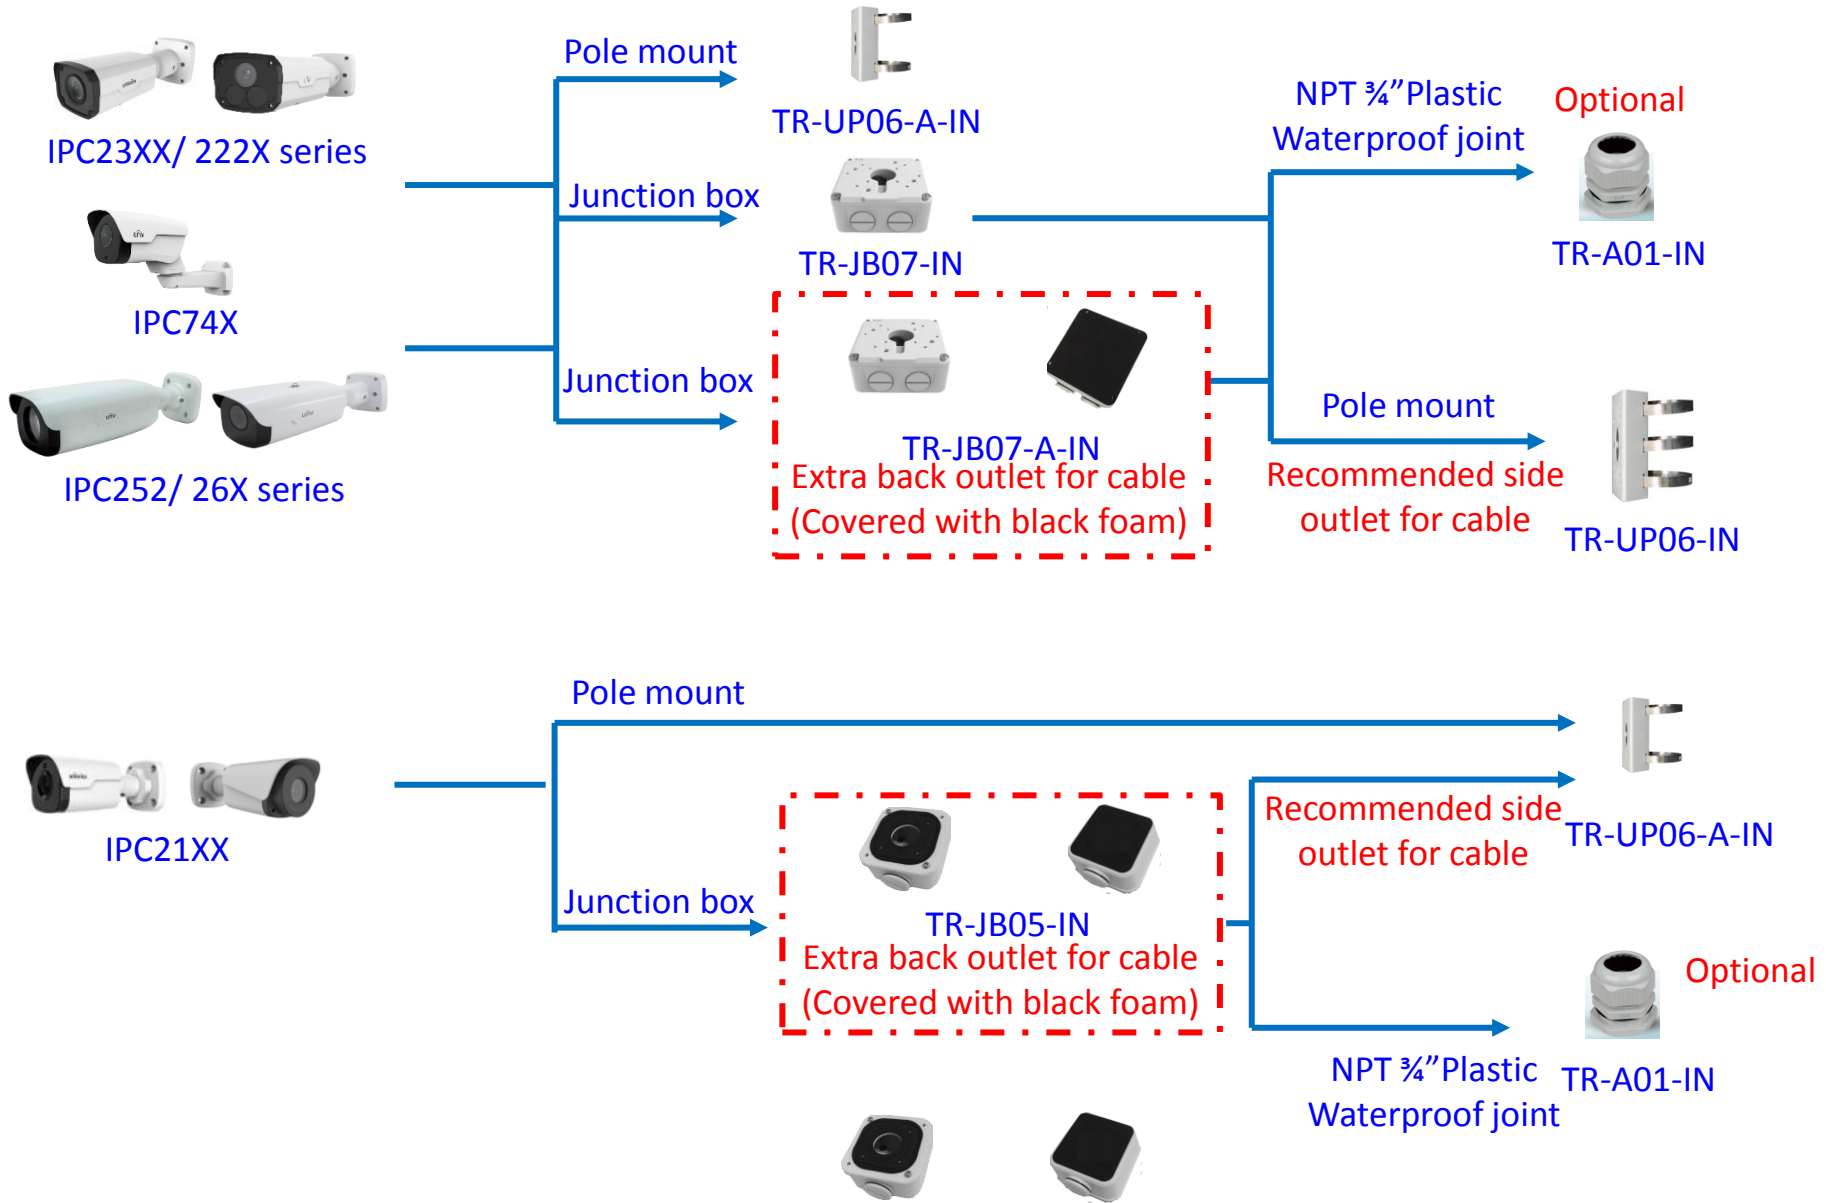 Pole mount
TR-UP06-A-IN
NPT ¾”Plastic
Waterproof joint
Optional
IPC23XX/ 222X series
Junction box
TR-JB07-IN
TR-A01-IN
IPC74X
Junction box
TR-JB07-A-IN
Extra back outlet for cable
(Covered with black foam)
Pole mount
Recommended side
outlet for cable
TR-UP06-IN
IPC252/ 26X series
Pole mount
IPC21XX
Junction box
TR-JB05-IN
Extra back outlet for cable
(Covered with black foam)
Recommended side
outlet for cable
TR-UP06-A-IN
Optional
NPT ¾”Plastic
Waterproof joint
TR-A01-IN